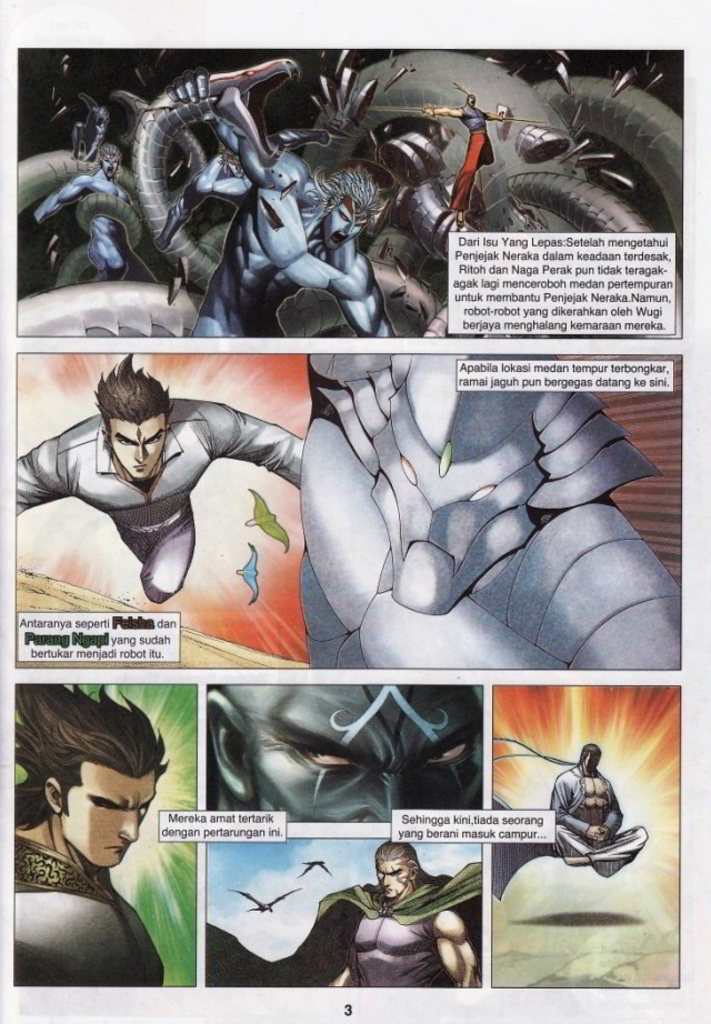 Dari Isu Yang Lepas:Setelah mengetahui
Penjejak Neraka dalam keadaan terdesak,
Ritoh dan Naga Perak pun tidak teragak-
agak lagi menceroboh medan pertempuran
untuk membantu Penjejak Neraka.Namun,
robot-robot yang dikerahkan oleh Wugi
berjaya menghalang kemaraan mereka.
Apabila lokasi medan tempur terbongkar,
ramai jaguh pun bergegas datang ke sini.
Antaranya seperti Feisha dan
Parang Ngapi yang sudah
bertukar menjadi robot itu.
Mereka amat tertarik
dengan pertarungan ini.
Sehingga kini,tiada seorang
yang berani masuk campur...
3